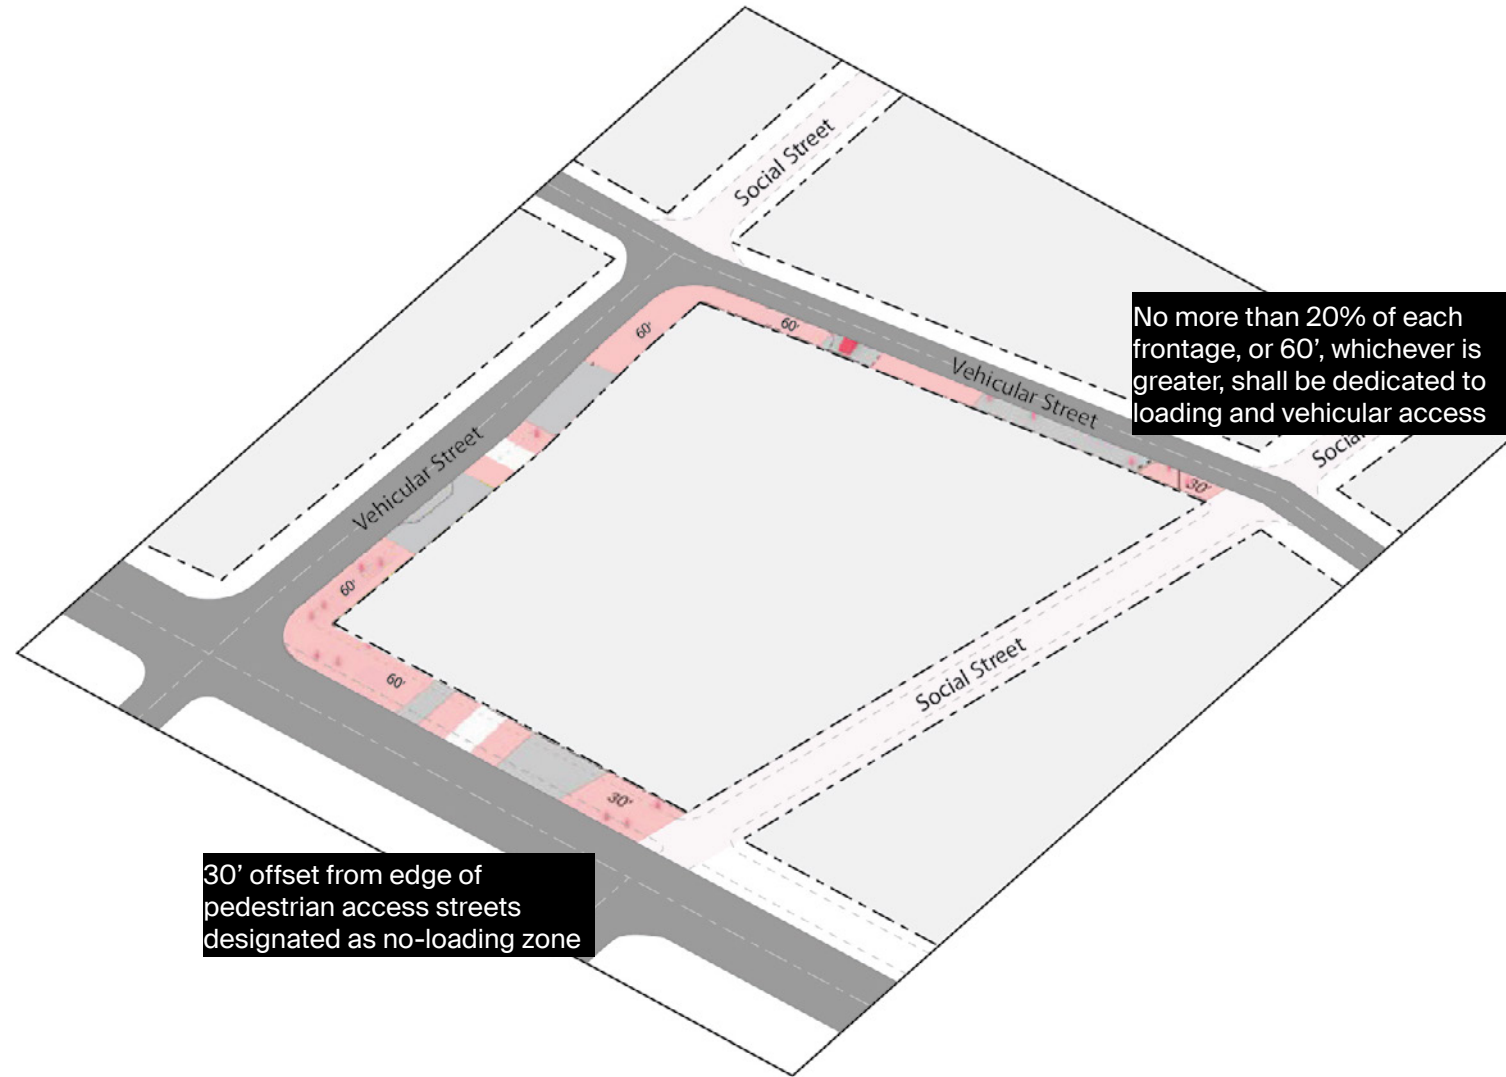 Social Street
60'
60'
Vehicular Street
No more than 20% of each
frontage, or 60’, whichever is
greater, shall be dedicated to
loading and vehicular access
Social
30'
Vehicular Street
60'
60'
Social Street
30'
30’ offset from edge of
pedestrian access streets
designated as no-loading zone